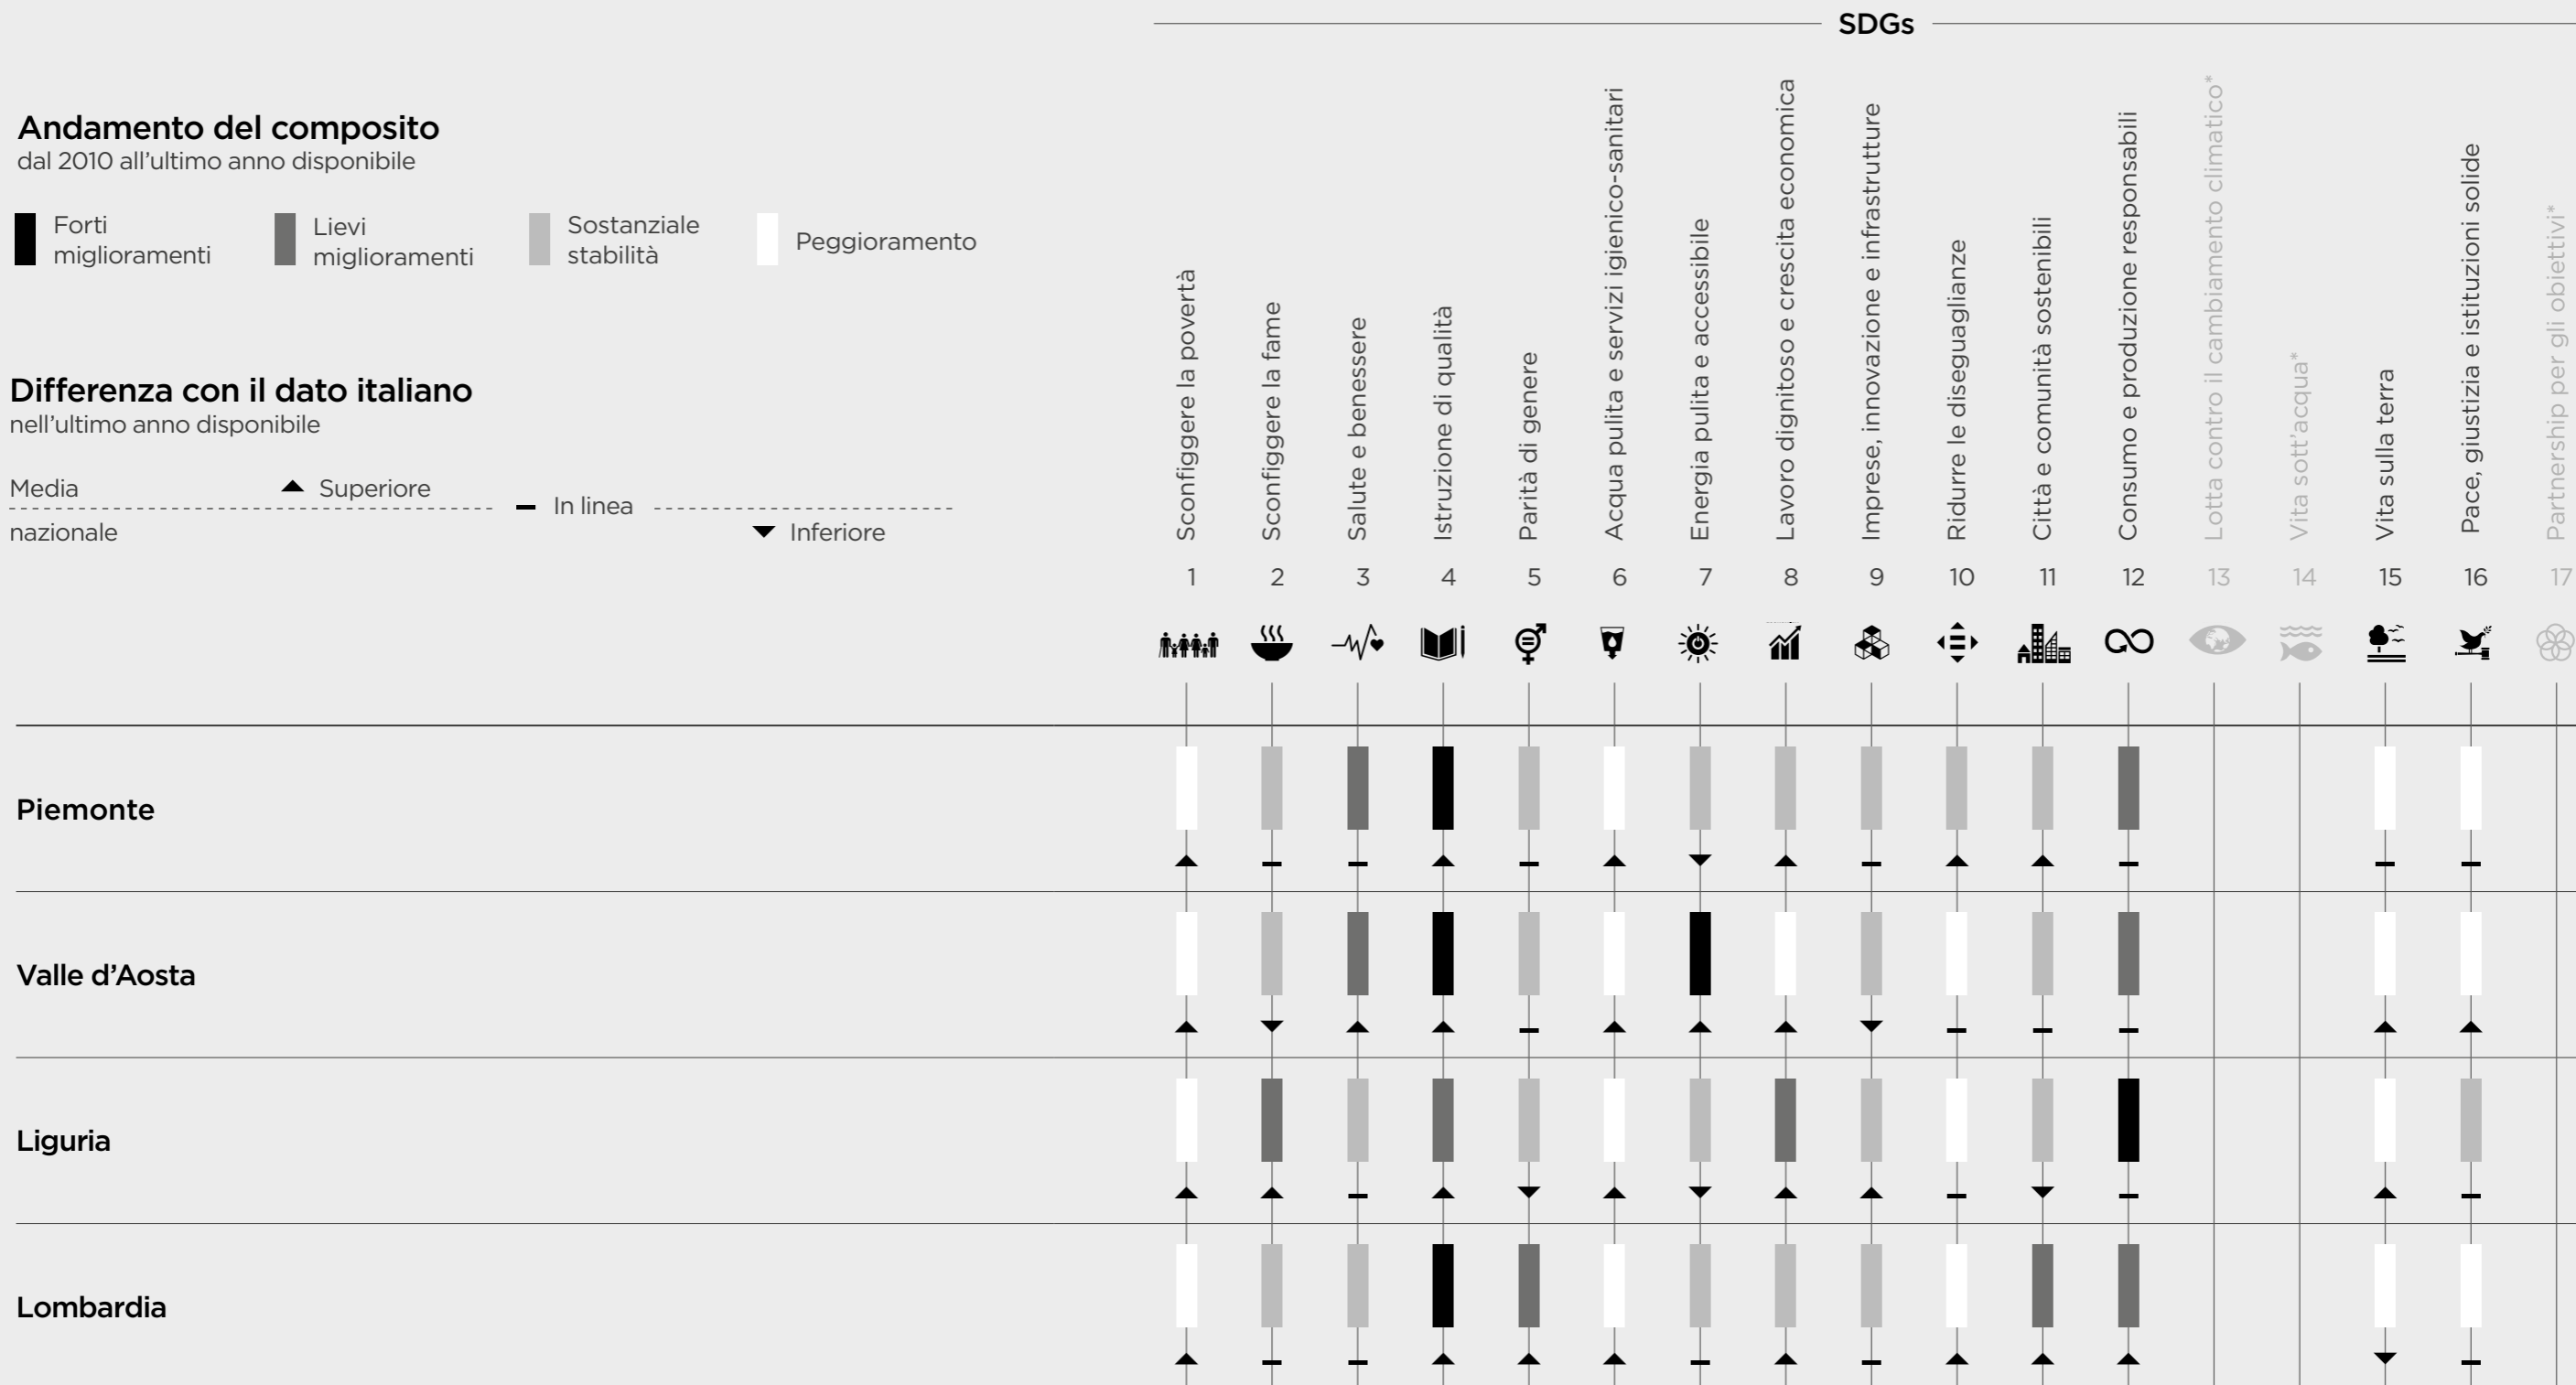 SDGs
Andamento del composito
dal 2010 all'ultimo anno disponibile
Forti
miglioramenti
Lievi
miglioramenti
Sostanziale
stabilità
Peggioramento
Differenza con il dato italiano
nell'ultimo anno disponibile
Media
nazionale
Superiore
In linea
Inferiore
Sconfiggere la povertà
Sconfiggere la fame
Salute e benessere
Istruzione di qualità
Parità di genere
Acqua pulita e servizi igienico-sanitari
Energia pulita e accessibile
Lavoro dignitoso e crescita economica
Imprese, innovazione e infrastrutture
Ridurre le diseguaglianze
Città e comunità sostenibili
Consumo e produzione responsabili
Lotta contro il cambiamento climatico*
Vita sott'acqua*
Vita sulla terra
Pace, giustizia e istituzioni solide
Partnership per gli obiettivi*
1 2 3 4 5 6 7 8 9 10 11 12 13 14 15 16 17
Piemonte
Valle d'Aosta
Liguria
Lombardia